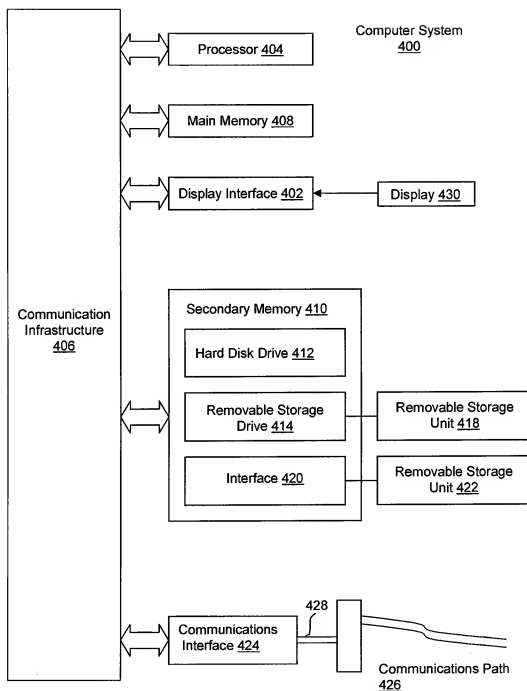 Computer System
400
Processor 404
Main Memory 408
Display Interface 402
Display 430
Communication
Infrastructure
406
Secondary Memory 410
Hard Disk Drive 412
Removable Storage
Drive 414
Removable Storage
Unit 418
Interface 420
Removable Storage
Unit 422
428
Communications
Interface 424
Communications Path
426